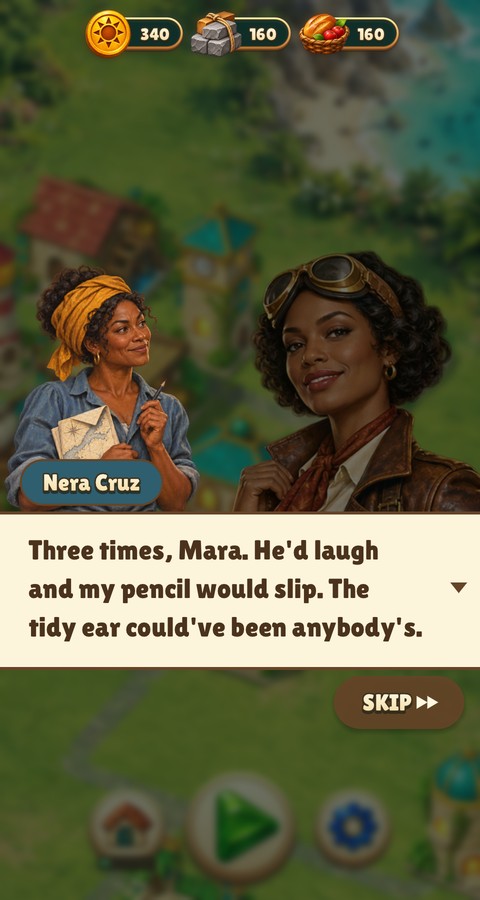 340
160
160
Nera Cruz
Three times, Mara. He'd laugh
and my pencil would slip. The
tidy ear could've been anybody's.
SKIP